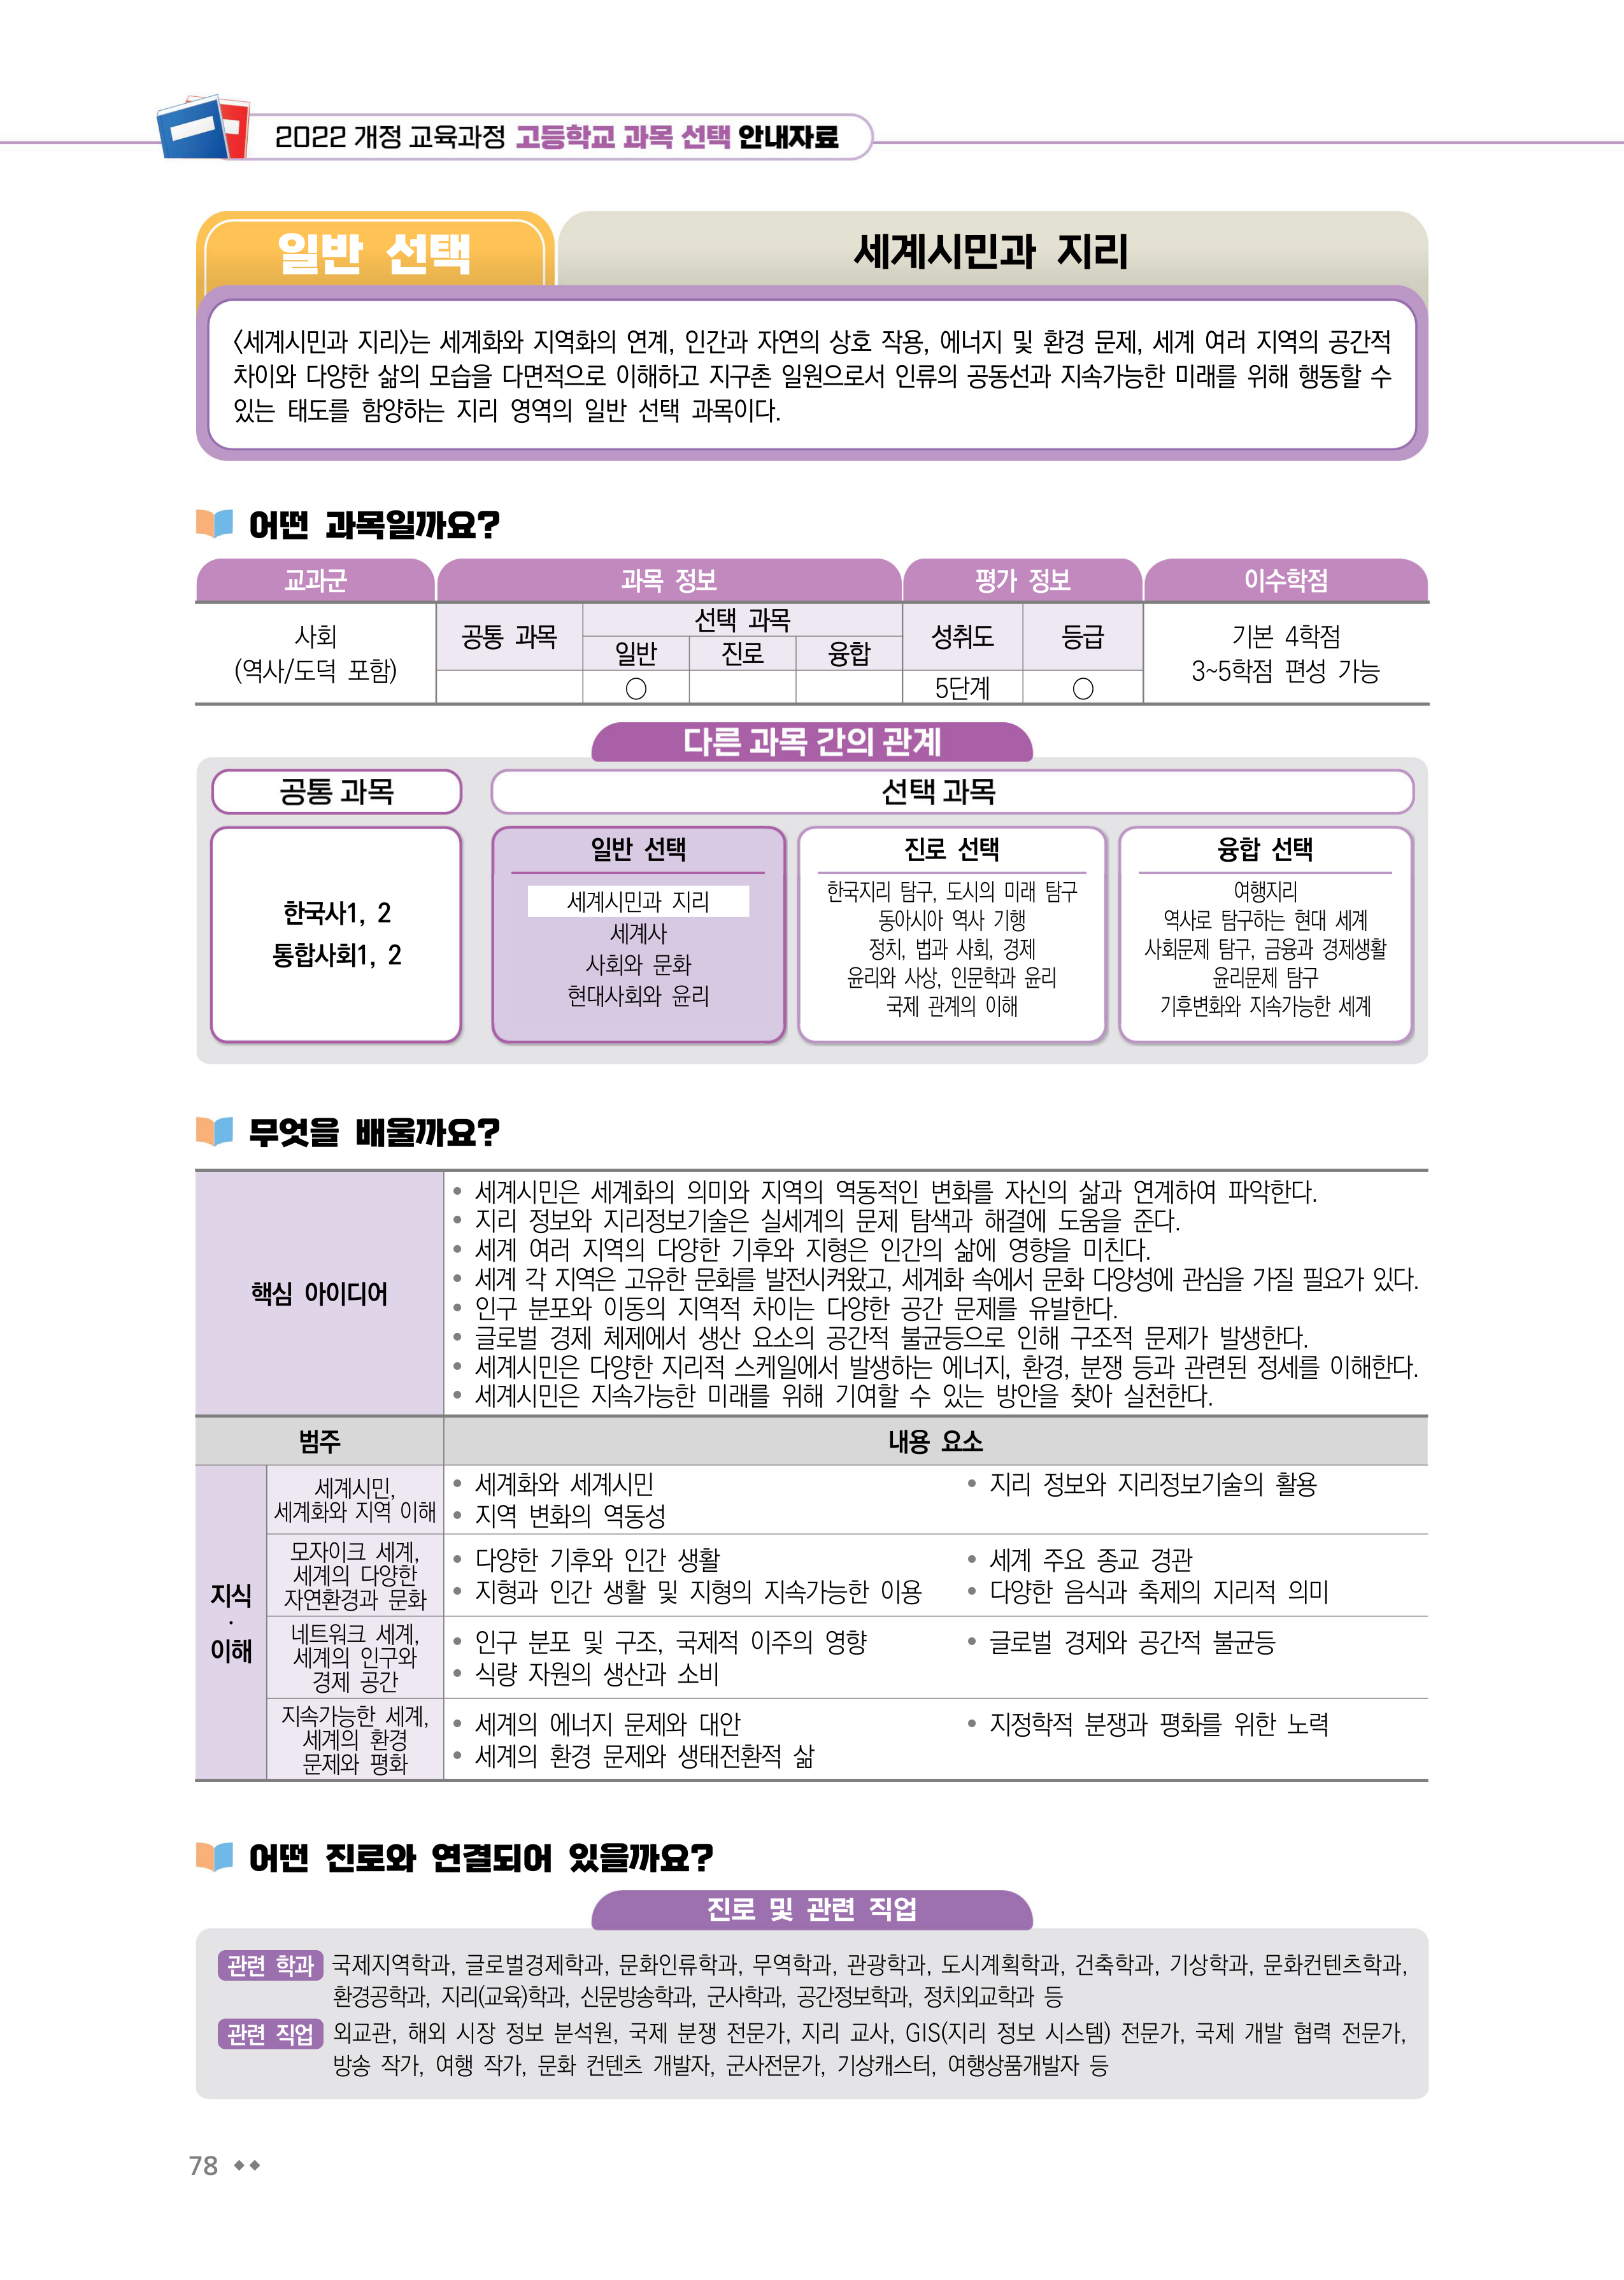 2022 개정 교육과정 고등학교 과목 선택 안내자료
일반 선택
세계시민과 지리
〈세계시민과 지리〉는 세계화와 지역화의 연계, 인간과 자연의 상호 작용, 에너지 및 환경 문제, 세계 여러 지역의 공간적
차이와 다양한 삶의 모습을 다면적으로 이해하고 지구촌 일원으로서 인류의 공동선과 지속가능한 미래를 위해 행동할 수
있는 태도를 함양하는 지리 영역의 일반 선택 과목이다.
어떤 과목일까요?
교과군 과목 정보 평가 정보 이수학점
사회
(역사/도덕 포함)
공통 과목
선택 과목
일반 진로 융합
○
성취도 등급
5단계 ○
기본 4학점
3~5학점 편성 가능
다른 과목 간의 관계
공통 과목
선택 과목
한국사1, 2
통합사회1, 2
일반 선택
세계시민과 지리
세계사
사회와 문화
현대사회와 윤리
진로 선택
한국지리 탐구, 도시의 미래 탐구
동아시아 역사 기행
정치, 법과 사회, 경제
윤리와 사상, 인문학과 윤리
국제 관계의 이해
융합 선택
여행지리
역사로 탐구하는 현대 세계
사회문제 탐구, 금융과 경제생활
윤리문제 탐구
기후변화와 지속가능한 세계
무엇을 배울까요?
핵심 아이디어
• 세계시민은 세계화의 의미와 지역의 역동적인 변화를 자신의 삶과 연계하여 파악한다.
• 지리 정보와 지리정보기술은 실세계의 문제 탐색과 해결에 도움을 준다.
• 세계 여러 지역의 다양한 기후와 지형은 인간의 삶에 영향을 미친다.
• 세계 각 지역은 고유한 문화를 발전시켜왔고, 세계화 속에서 문화 다양성에 관심을 가질 필요가 있다.
• 인구 분포와 이동의 지역적 차이는 다양한 공간 문제를 유발한다.
• 글로벌 경제 체제에서 생산 요소의 공간적 불균등으로 인해 구조적 문제가 발생한다.
• 세계시민은 다양한 지리적 스케일에서 발생하는 에너지, 환경, 분쟁 등과 관련된 정세를 이해한다.
• 세계시민은 지속가능한 미래를 위해 기여할 수 있는 방안을 찾아 실천한다.
범주 내용 요소
지식
·
이해
세계시민,
세계화와 지역 이해
• 세계화와 세계시민
• 지역 변화의 역동성
• 지리 정보와 지리정보기술의 활용
모자이크 세계,
세계의 다양한
자연환경과 문화
• 다양한 기후와 인간 생활
• 지형과 인간 생활 및 지형의 지속가능한 이용
• 세계 주요 종교 경관
• 다양한 음식과 축제의 지리적 의미
네트워크 세계,
세계의 인구와
경제 공간
• 인구 분포 및 구조, 국제적 이주의 영향
• 식량 자원의 생산과 소비
• 글로벌 경제와 공간적 불균등
지속가능한 세계,
세계의 환경
문제와 평화
• 세계의 에너지 문제와 대안
• 세계의 환경 문제와 생태전환적 삶
• 지정학적 분쟁과 평화를 위한 노력
어떤 진로와 연결되어 있을까요?
진로 및 관련 직업
관련 학과 국제지역학과, 글로벌경제학과, 문화인류학과, 무역학과, 관광학과, 도시계획학과, 건축학과, 기상학과, 문화컨텐츠학과,
환경공학과, 지리(교육)학과, 신문방송학과, 군사학과, 공간정보학과, 정치외교학과 등
관련 직업 외교관, 해외 시장 정보 분석원, 국제 분쟁 전문가, 지리 교사, GIS(지리 정보 시스템) 전문가, 국제 개발 협력 전문가,
방송 작가, 여행 작가, 문화 컨텐츠 개발자, 군사전문가, 기상캐스터, 여행상품개발자 등
78